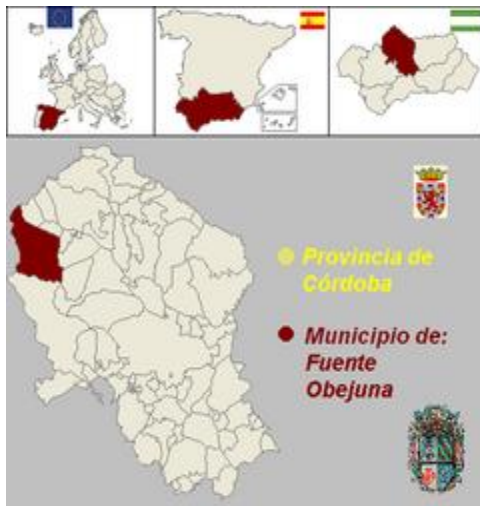 Provincia de
Córdoba
Municipio de:
Fuente
Obejuna